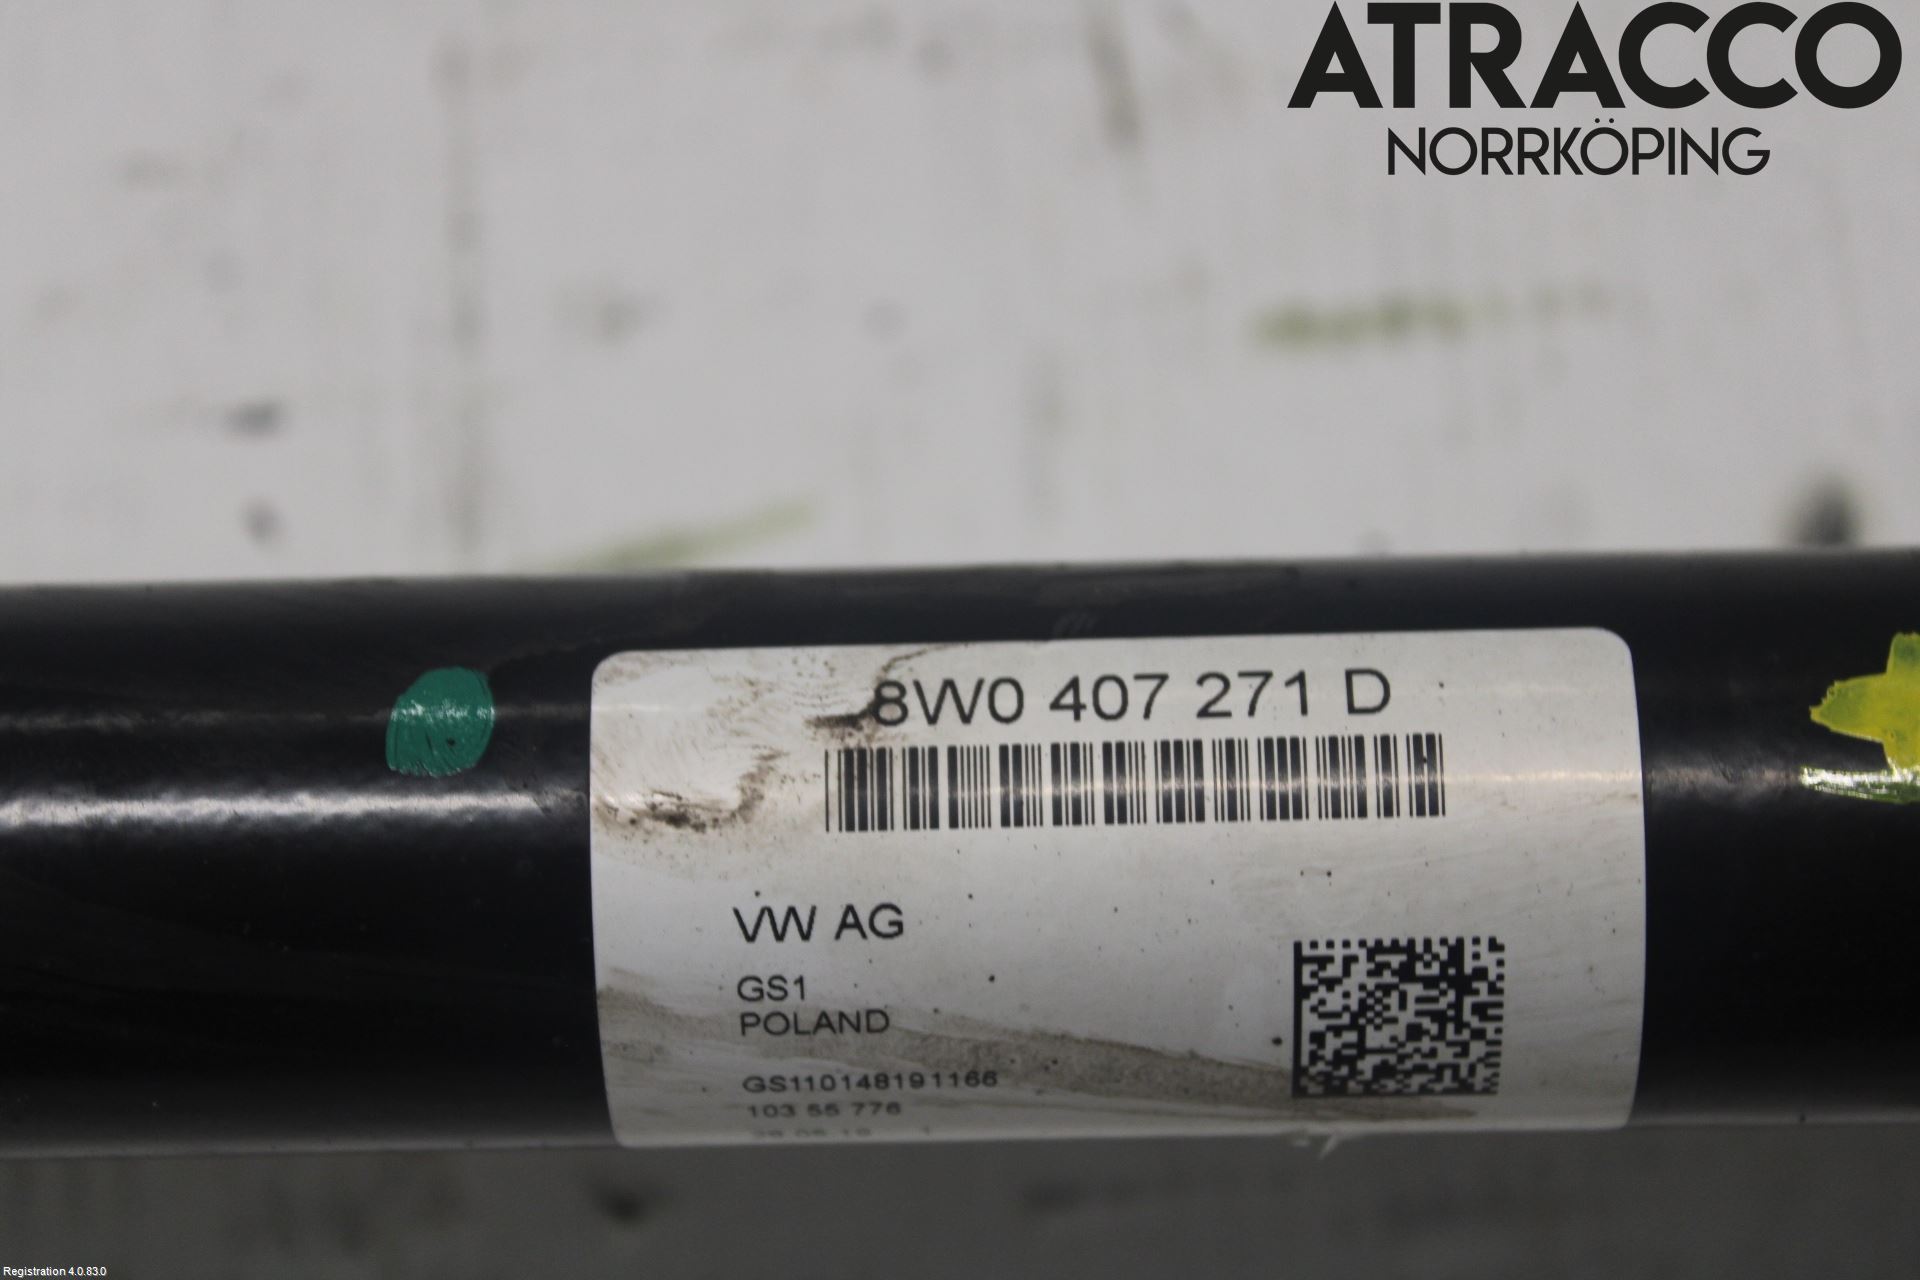 ATRACCO
NORRKÖPING
8W0 407 271 D
VW AG
GS1
POLAND
GS110148191166
103 55 776
Registration 4.0.83.0